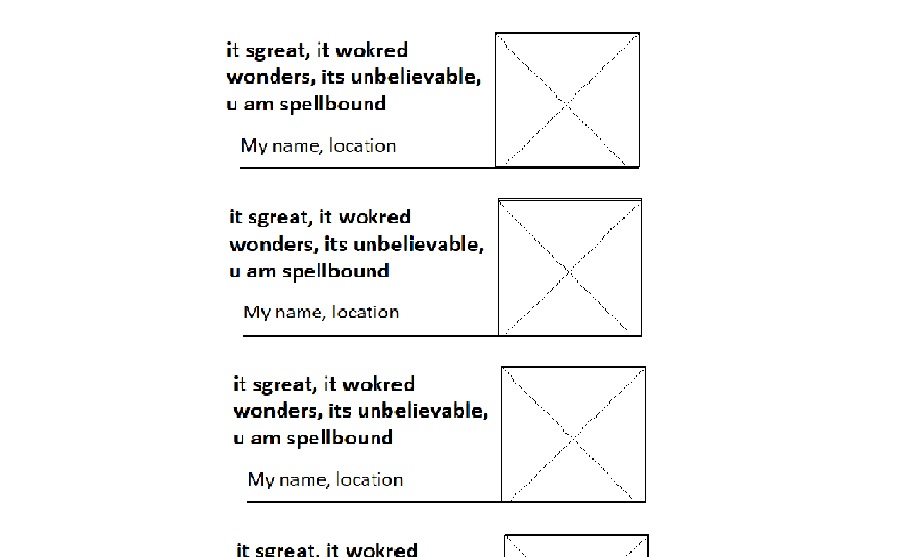 it sgreat, it wokred
wonders, its unbelievable,
u am spellbound
My name, location
it sgreat, it wokred
wonders, its unbelievable,
u am spellbound
My name, location
it sgreat, it wokred
wonders, its unbelievable,
u am spellbound
My name, location
it sgreat, it wokred